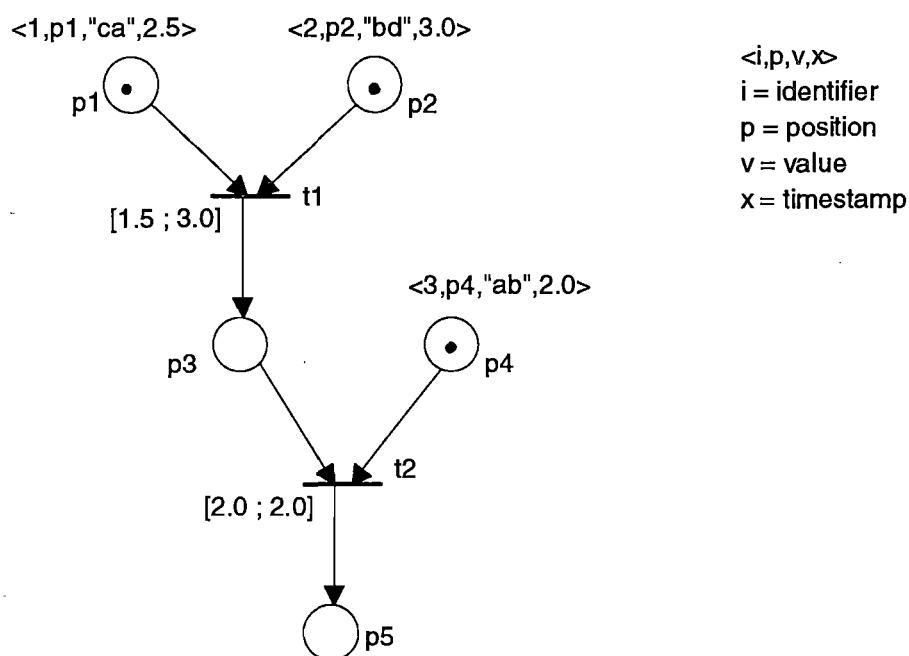 <1,p1,"ca",2.5>
<2,p2,"bd",3.0>
<i,p,v,x>
i = identifier
p = position
v = value
x = timestamp
p1
p2
t1
[1.5 ; 3.0]
<3,p4,"ab",2.0>
p3
p4
t2
[2.0 ; 2.0]
p5